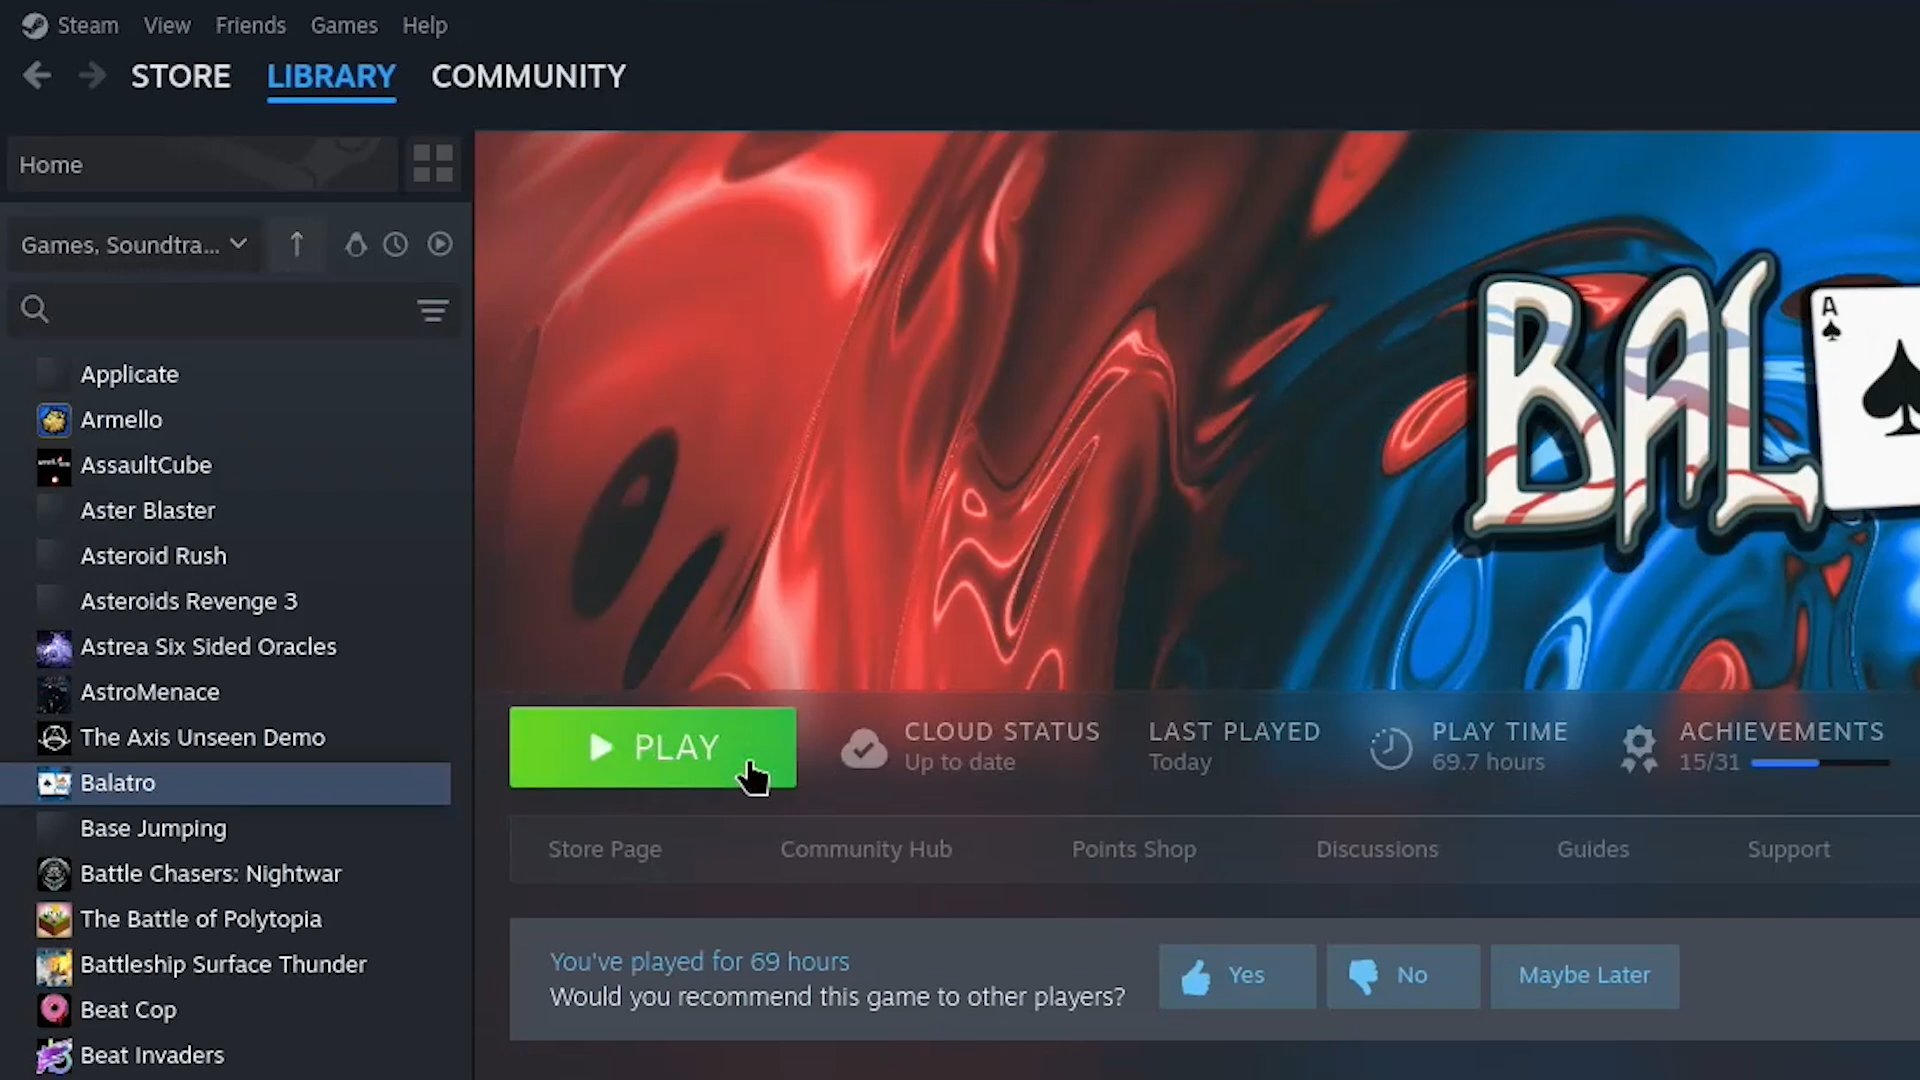 Steam View Friends Games Help
STORE LIBRARY COMMUNITY
Home
Games, Soundtra...
Applicate
Armello
AssaultCube
Aster Blaster
Asteroid Rush
Asteroids Revenge 3
Astrea Six Sided Oracles
AstroMenace
The Axis Unseen Demo
Balatro
Base Jumping
Battle Chasers: Nightwar
The Battle of Polytopia
Battleship Surface Thunder
Beat Cop
Beat Invaders
BAL
A
PLAY
CLOUD STATUS
Up to date
LAST PLAYED
Today
PLAY TIME
69.7 hours
ACHIEVEMENTS
15/31
Store Page Community Hub Points Shop Discussions Guides Support
You've played for 69 hours
Would you recommend this game to other players?
Yes No Maybe Later